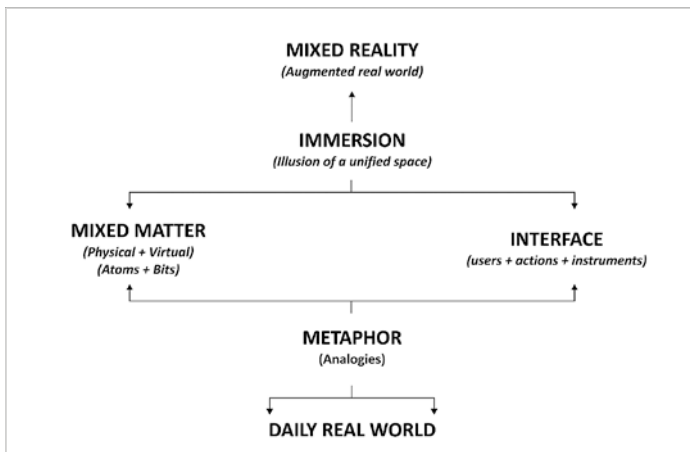 MIXED REALITY
(Augmented real world)
IMMERSION
(Illusion of a unified space)
MIXED MATTER
(Physical + Virtual)
(Atoms + Bits)
INTERFACE
(users + actions + instruments)
METAPHOR
(Analogies)
DAILY REAL WORLD